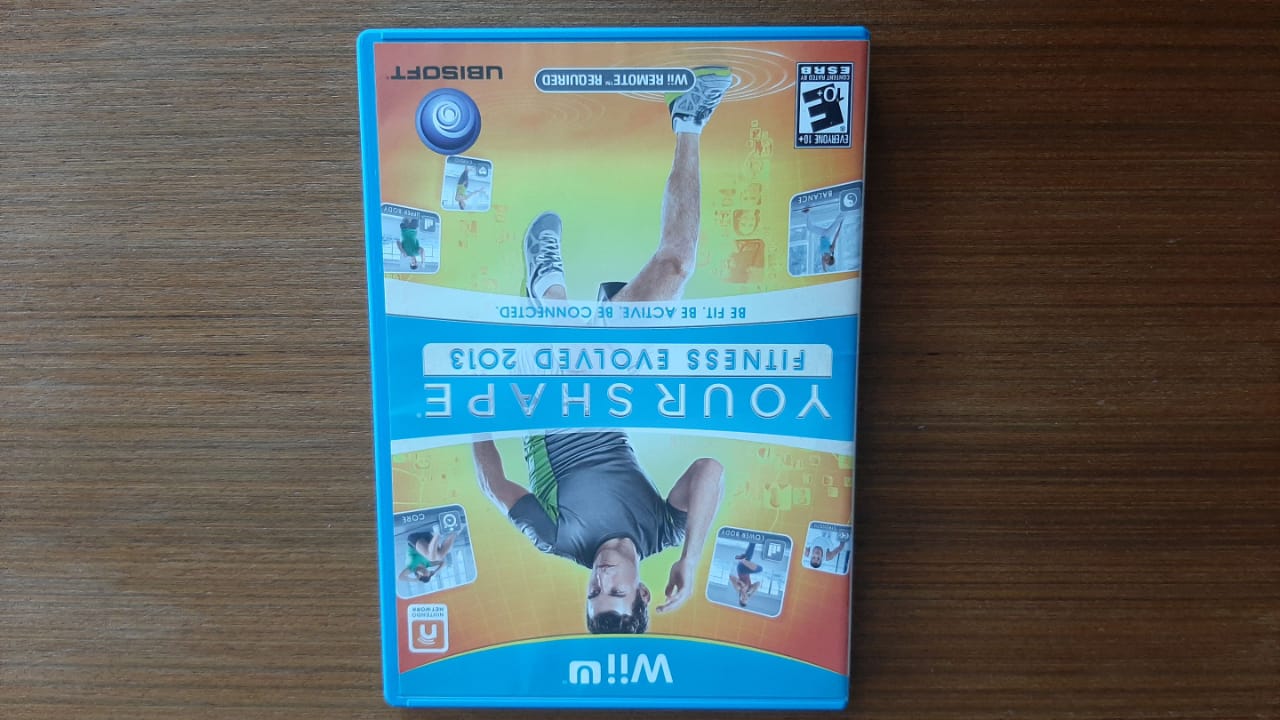 Wii U™
NINTENDO
NETWORK
LOWER BODY
CORE
YOUR SHAPE®
FITNESS EVOLVED 2013
BE FIT. BE ACTIVE. BE CONNECTED.
BALANCE
UPPER BODY
EVERYONE 10+
E
10+
CONTENT RATED BY
ESRB
Wii REMOTE™ REQUIRED
UBISOFT